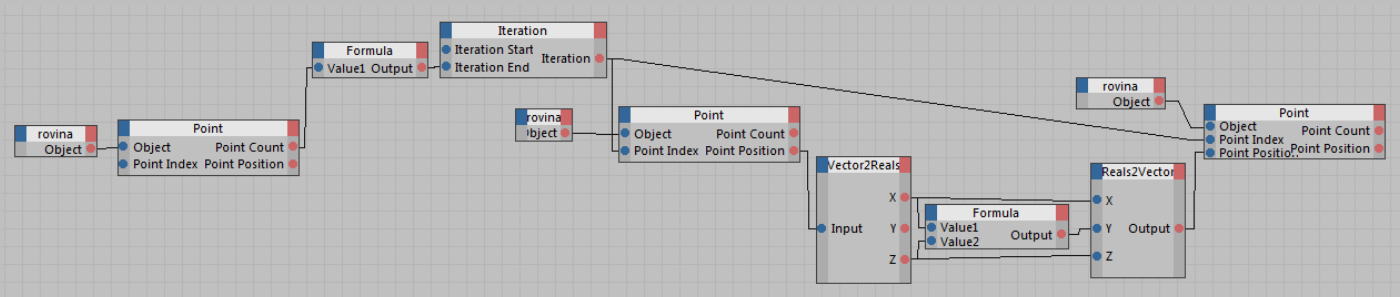 rovina
Object
Point
Object Point Count
Point Index Point Position
Formula
Value1 Output
Iteration
Iteration Start
Iteration
Iteration End
rovina
Object
Point
Object Point Count
Point Index Point Position
Vector2Reals
X
Input Y
Z
Formula
Value1
Output
Value2
Reals2Vector
X
Y Output
Z
rovina
Object
Point
Object
Point Count
Point Index
Point Position
Point Positio